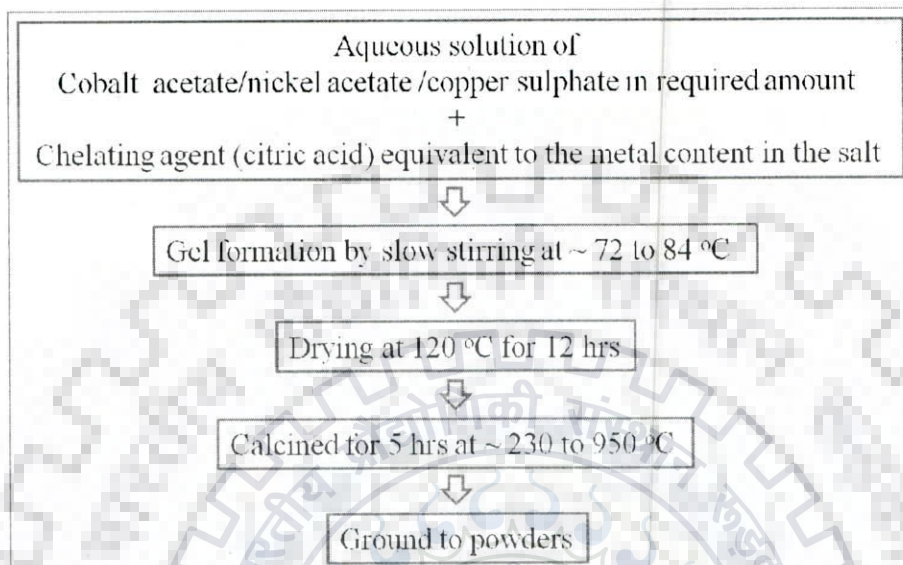 Aqueous solution of
Cobalt acetate/nickel acetate /copper sulphate in required amount
+
Chelating agent (citric acid) equivalent to the metal content in the salt
Gel formation by slow stirring at ~ 72 to 84 °C
Drying at 120 °C for 12 hrs
Calcined for 5 hrs at ~ 230 to 950 °C
Ground to powders